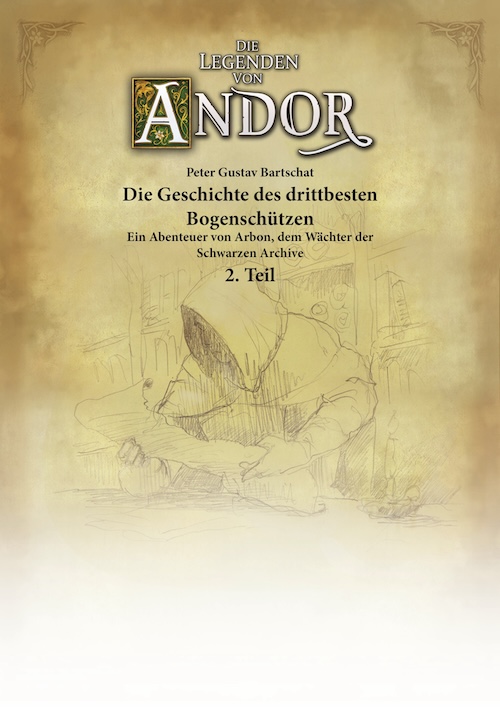 DIE
LEGENDEN
VON
ANDOR
Peter Gustav Bartschat
Die Geschichte des drittbesten
Bogenschützen
Ein Abenteuer von Arbon, dem Wächter der
Schwarzen Archive
2. Teil